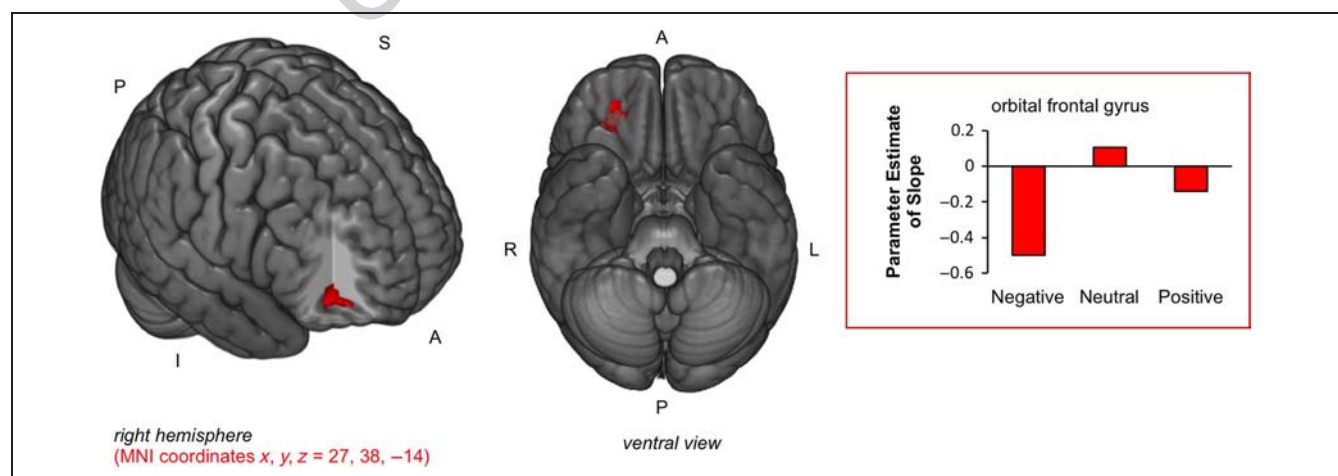 S
P
A
I
right hemisphere
(MNI coordinates x, y, z = 27, 38, −14)
A
R
L
P
ventral view
orbital frontal gyrus
Parameter Estimate
of Slope
0.2
0
−0.2
−0.4
−0.6
Negative Neutral Positive